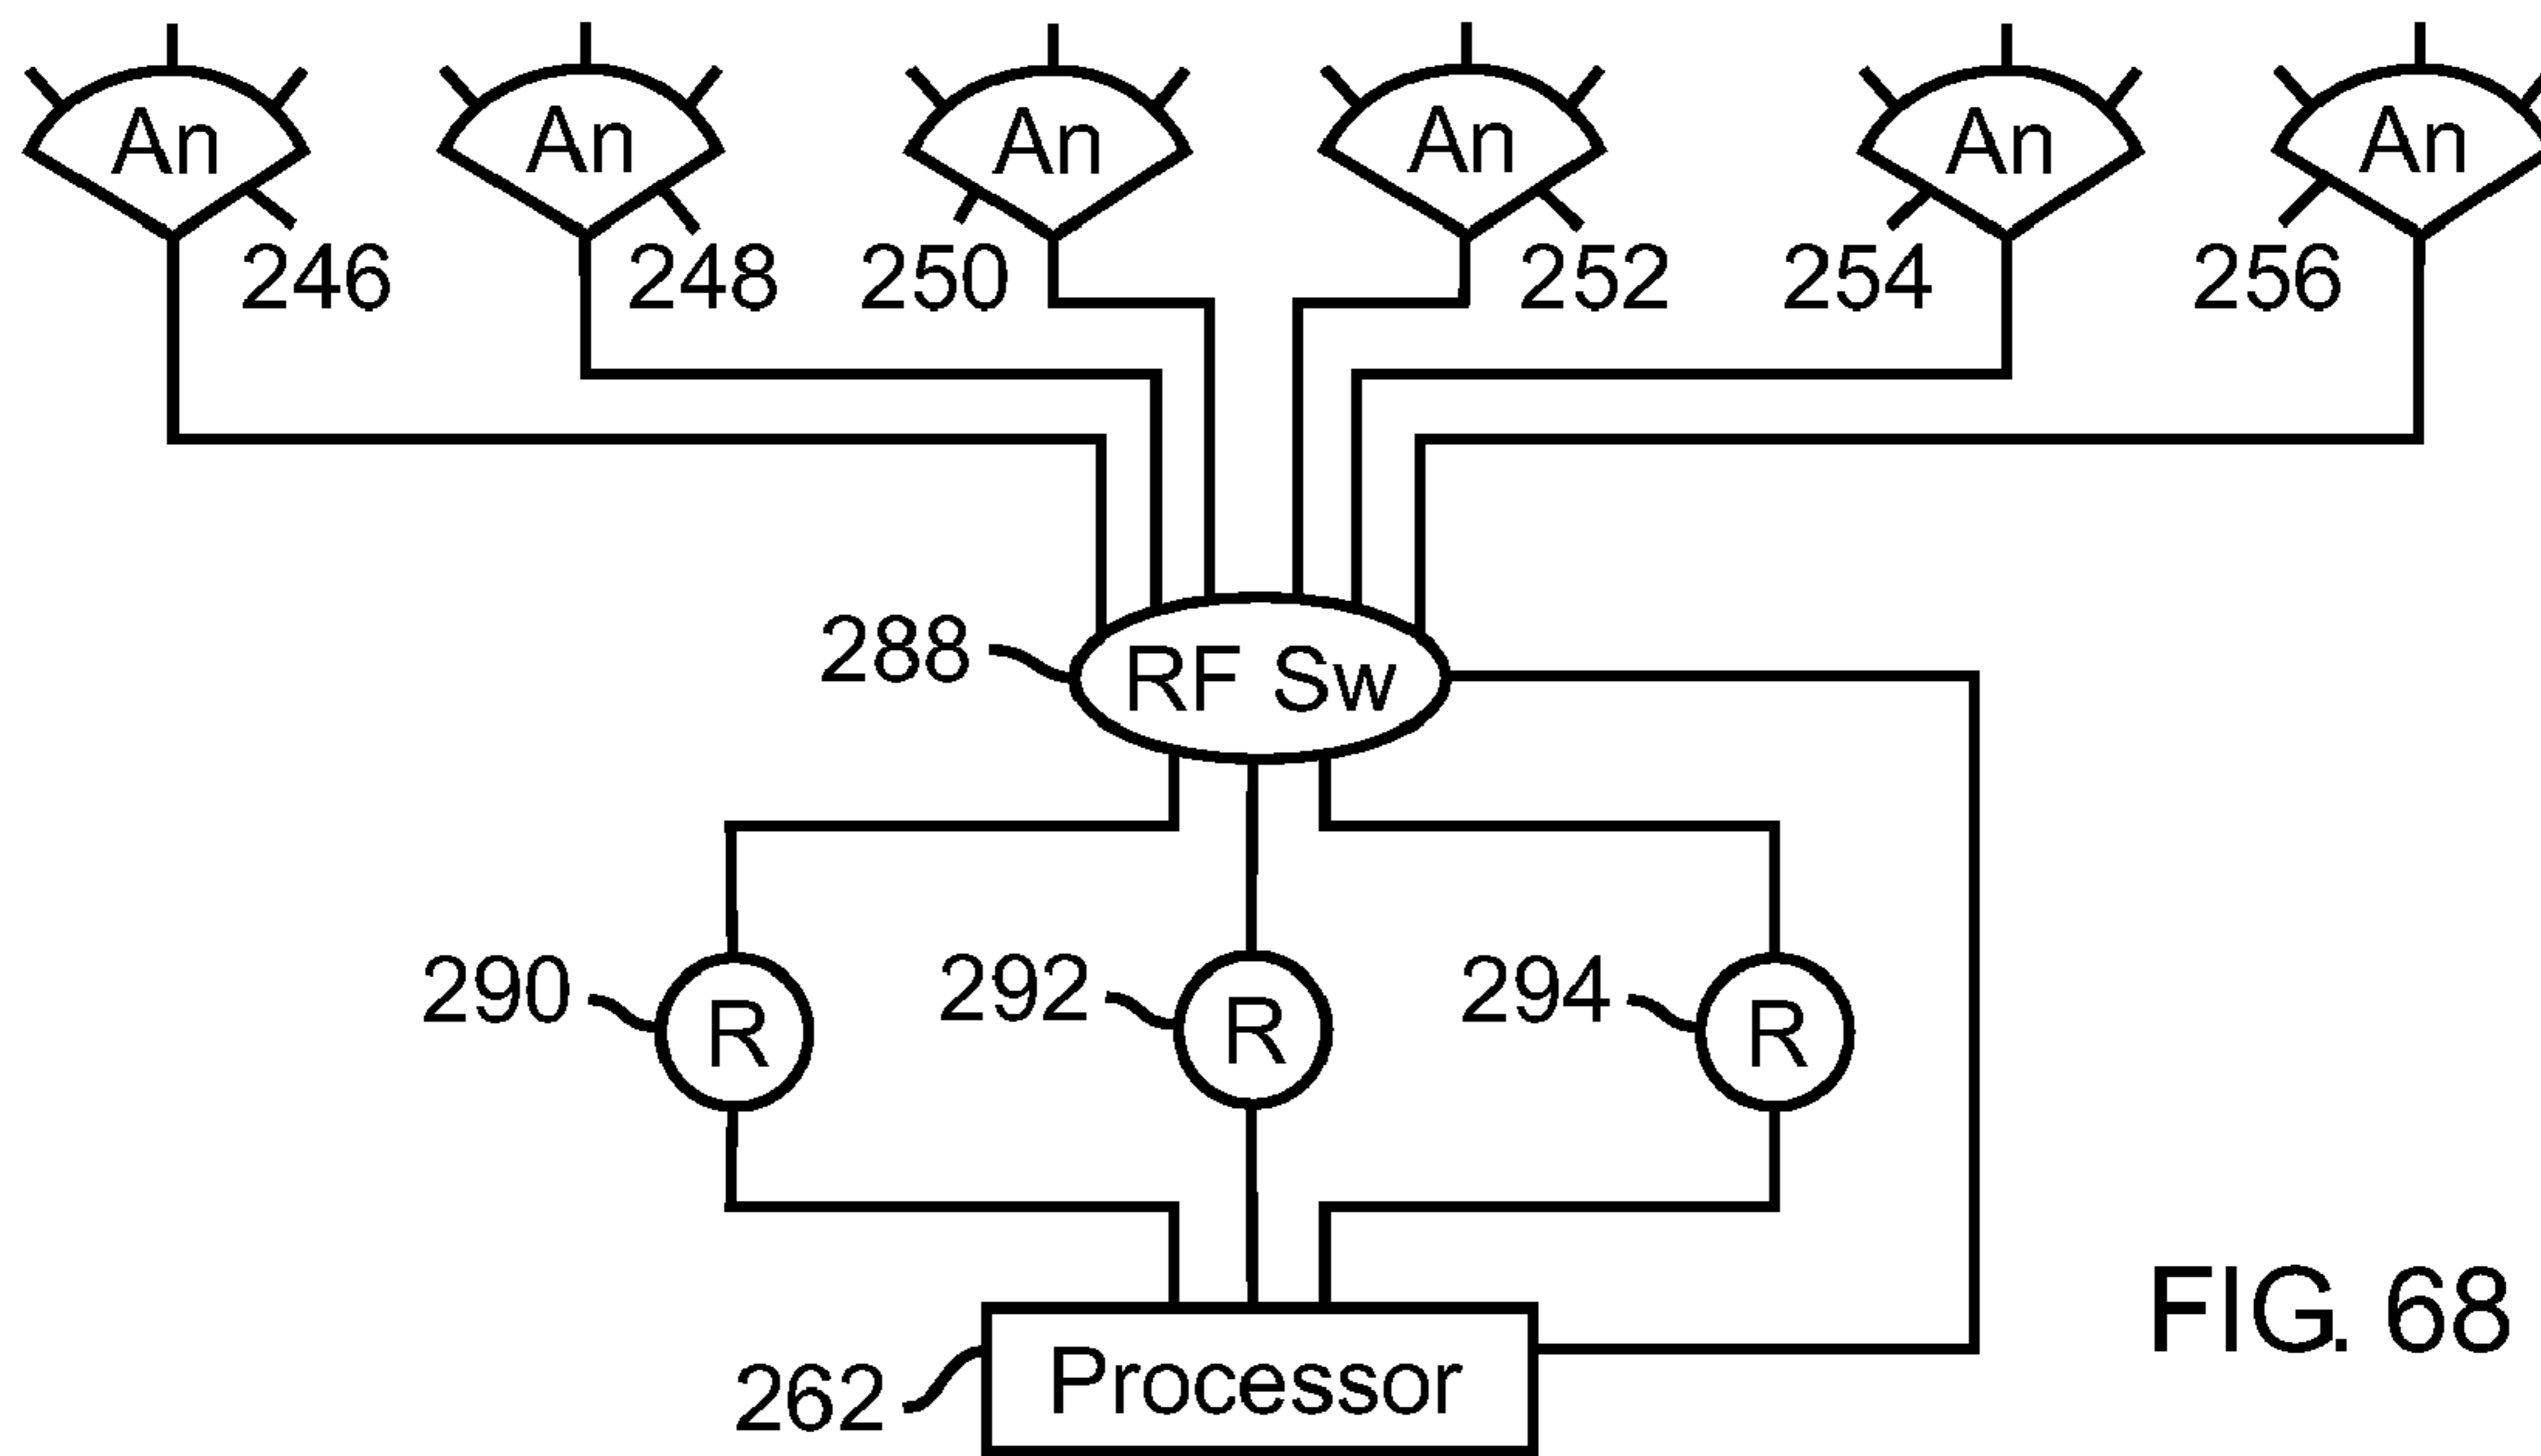 An An An An An An
246 248 250 252 254 256
288 RF Sw
290 R 292 R 294 R
FIG. 68
262 Processor